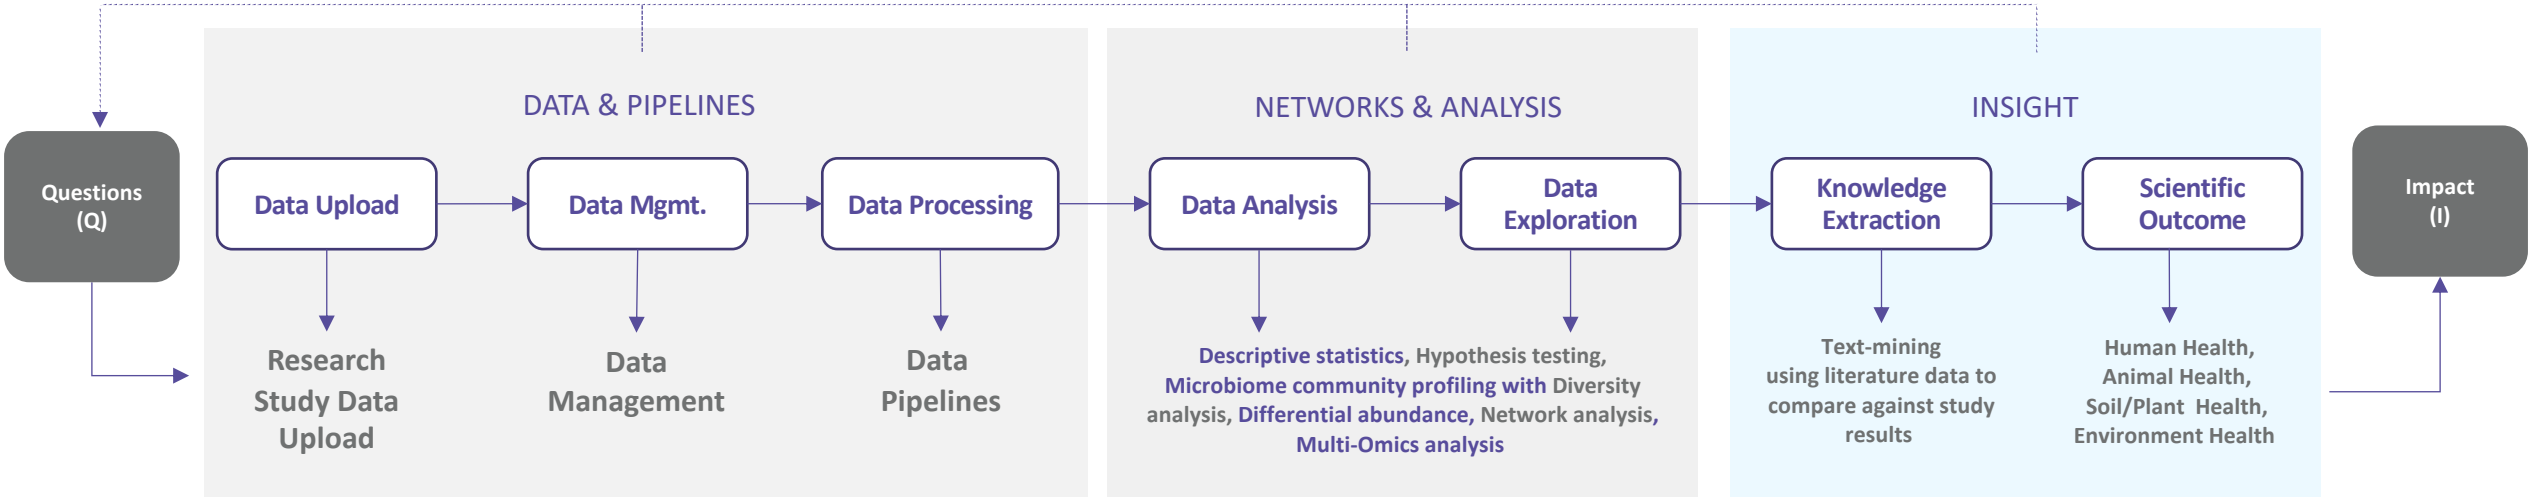 DATA & PIPELINES
NETWORKS & ANALYSIS
INSIGHT
Questions
(Q)
Data Upload
Data Mgmt.
Data Processing
Data Analysis
Data
Exploration
Knowledge
Extraction
Scientific
Outcome
Impact
(I)
Research
Study Data
Upload
Data
Management
Data
Pipelines
Descriptive statistics, Hypothesis testing,
Microbiome community profiling with Diversity
analysis, Differential abundance, Network analysis,
Multi-Omics analysis
Text-mining
using literature data to
compare against study
results
Human Health,
Animal Health,
Soil/Plant Health,
Environment Health